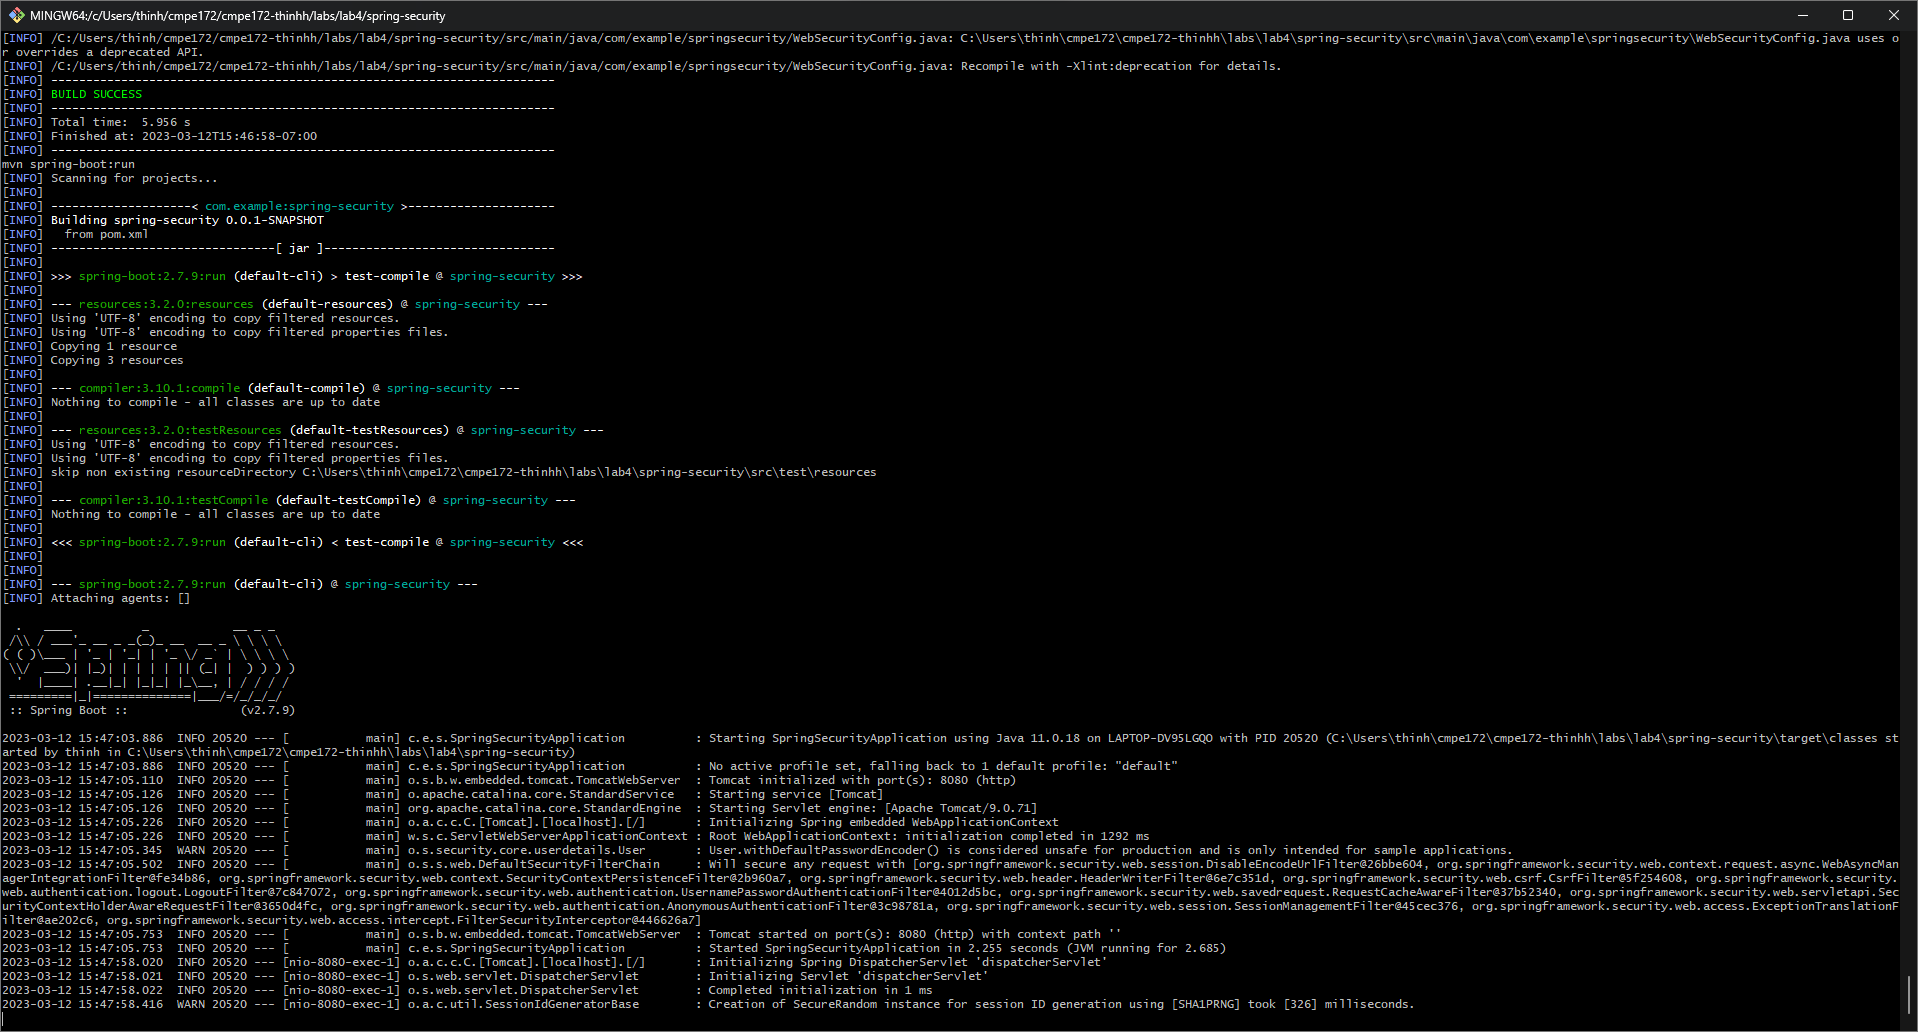 MINGW64:/c/Users/thinh/cmpe172/cmpe172-thinhh/labs/lab4/spring-security
[INFO] /C:/Users/thinh/cmpe172/cmpe172-thinhh/labs/lab4/spring-security/src/main/java/com/example/springsecurity/WebSecurityConfig.java: C:\Users\thinh\cmpe172\cmpe172-thinhh\labs\lab4\spring-security\src\main\java\com\example\springsecurity\WebSecurityConfig.java uses o
r overrides a deprecated API.
[INFO] /C:/Users/thinh/cmpe172/cmpe172-thinhh/labs/lab4/spring-security/src/main/java/com/example/springsecurity/WebSecurityConfig.java: Recompile with -Xlint:deprecation for details.
[INFO] ------------------------------------------------------------------------
[INFO] BUILD SUCCESS
[INFO] ------------------------------------------------------------------------
[INFO] Total time:  5.956 s
[INFO] Finished at: 2023-03-12T15:46:58-07:00
[INFO] ------------------------------------------------------------------------
mvn spring-boot:run
[INFO] Scanning for projects...
[INFO]
[INFO] --------------------< com.example:spring-security >---------------------
[INFO] Building spring-security 0.0.1-SNAPSHOT
[INFO]   from pom.xml
[INFO] --------------------------------[ jar ]---------------------------------
[INFO]
[INFO] >>> spring-boot:2.7.9:run (default-cli) > test-compile @ spring-security >>>
[INFO]
[INFO] --- resources:3.2.0:resources (default-resources) @ spring-security ---
[INFO] Using 'UTF-8' encoding to copy filtered resources.
[INFO] Using 'UTF-8' encoding to copy filtered properties files.
[INFO] Copying 1 resource
[INFO] Copying 3 resources
[INFO]
[INFO] --- compiler:3.10.1:compile (default-compile) @ spring-security ---
[INFO] Nothing to compile - all classes are up to date
[INFO]
[INFO] --- resources:3.2.0:testResources (default-testResources) @ spring-security ---
[INFO] Using 'UTF-8' encoding to copy filtered resources.
[INFO] Using 'UTF-8' encoding to copy filtered properties files.
[INFO] skip non existing resourceDirectory C:\Users\thinh\cmpe172\cmpe172-thinhh\labs\lab4\spring-security\src\test\resources
[INFO]
[INFO] --- compiler:3.10.1:testCompile (default-testCompile) @ spring-security ---
[INFO] Nothing to compile - all classes are up to date
[INFO]
[INFO] <<< spring-boot:2.7.9:run (default-cli) < test-compile @ spring-security <<<
[INFO]
[INFO]
[INFO] --- spring-boot:2.7.9:run (default-cli) @ spring-security ---
[INFO] Attaching agents: []

  .   ____          _            __ _ _
 /\\ / ___'_ __ _ _(_)_ __  __ _ \ \ \ \
( ( )\___ | '_ | '_| | '_ \/ _` | \ \ \ \
 \\/  ___)| |_)| | | | | || (_| |  ) ) ) )
  '  |____| .__|_| |_|_| |_\__, | / / / /
 =========|_|==============|___/=/_/_/_/
 :: Spring Boot ::                (v2.7.9)

2023-03-12 15:47:03.886  INFO 20520 --- [           main] c.e.s.SpringSecurityApplication          : Starting SpringSecurityApplication using Java 11.0.18 on LAPTOP-DV95LGQO with PID 20520 (C:\Users\thinh\cmpe172\cmpe172-thinhh\labs\lab4\spring-security\target\classes st
arted by thinh in C:\Users\thinh\cmpe172\cmpe172-thinhh\labs\lab4\spring-security)
2023-03-12 15:47:03.886  INFO 20520 --- [           main] c.e.s.SpringSecurityApplication          : No active profile set, falling back to 1 default profile: "default"
2023-03-12 15:47:05.110  INFO 20520 --- [           main] o.s.b.w.embedded.tomcat.TomcatWebServer  : Tomcat initialized with port(s): 8080 (http)
2023-03-12 15:47:05.126  INFO 20520 --- [           main] o.apache.catalina.core.StandardService   : Starting service [Tomcat]
2023-03-12 15:47:05.126  INFO 20520 --- [           main] org.apache.catalina.core.StandardEngine  : Starting Servlet engine: [Apache Tomcat/9.0.71]
2023-03-12 15:47:05.226  INFO 20520 --- [           main] o.a.c.c.C.[Tomcat].[localhost].[/]       : Initializing Spring embedded WebApplicationContext
2023-03-12 15:47:05.226  INFO 20520 --- [           main] w.s.c.ServletWebServerApplicationContext : Root WebApplicationContext: initialization completed in 1292 ms
2023-03-12 15:47:05.345  WARN 20520 --- [           main] o.s.security.core.userdetails.User       : User.withDefaultPasswordEncoder() is considered unsafe for production and is only intended for sample applications.
2023-03-12 15:47:05.502  INFO 20520 --- [           main] o.s.s.web.DefaultSecurityFilterChain     : Will secure any request with [org.springframework.security.web.session.DisableEncodeUrlFilter@26bbe604, org.springframework.security.web.context.request.async.WebAsyncMan
agerIntegrationFilter@fe34b86, org.springframework.security.web.context.SecurityContextPersistenceFilter@2b960a7, org.springframework.security.web.header.HeaderWriterFilter@6e7c351d, org.springframework.security.web.csrf.CsrfFilter@5f254608, org.springframework.security.
web.authentication.logout.LogoutFilter@7c847072, org.springframework.security.web.authentication.UsernamePasswordAuthenticationFilter@4012d5bc, org.springframework.security.web.savedrequest.RequestCacheAwareFilter@37b52340, org.springframework.security.web.servletapi.Sec
urityContextHolderAwareRequestFilter@3650d4fc, org.springframework.security.web.authentication.AnonymousAuthenticationFilter@3c98781a, org.springframework.security.web.session.SessionManagementFilter@45cec376, org.springframework.security.web.access.ExceptionTranslationF
ilter@ae202c6, org.springframework.security.web.access.intercept.FilterSecurityInterceptor@446626a7]
2023-03-12 15:47:05.753  INFO 20520 --- [           main] o.s.b.w.embedded.tomcat.TomcatWebServer  : Tomcat started on port(s): 8080 (http) with context path ''
2023-03-12 15:47:05.753  INFO 20520 --- [           main] c.e.s.SpringSecurityApplication          : Started SpringSecurityApplication in 2.255 seconds (JVM running for 2.685)
2023-03-12 15:47:58.020  INFO 20520 --- [nio-8080-exec-1] o.a.c.c.C.[Tomcat].[localhost].[/]       : Initializing Spring DispatcherServlet 'dispatcherServlet'
2023-03-12 15:47:58.021  INFO 20520 --- [nio-8080-exec-1] o.s.web.servlet.DispatcherServlet        : Initializing Servlet 'dispatcherServlet'
2023-03-12 15:47:58.022  INFO 20520 --- [nio-8080-exec-1] o.s.web.servlet.DispatcherServlet        : Completed initialization in 1 ms
2023-03-12 15:47:58.416  WARN 20520 --- [nio-8080-exec-1] o.a.c.util.SessionIdGeneratorBase        : Creation of SecureRandom instance for session ID generation using [SHA1PRNG] took [326] milliseconds.